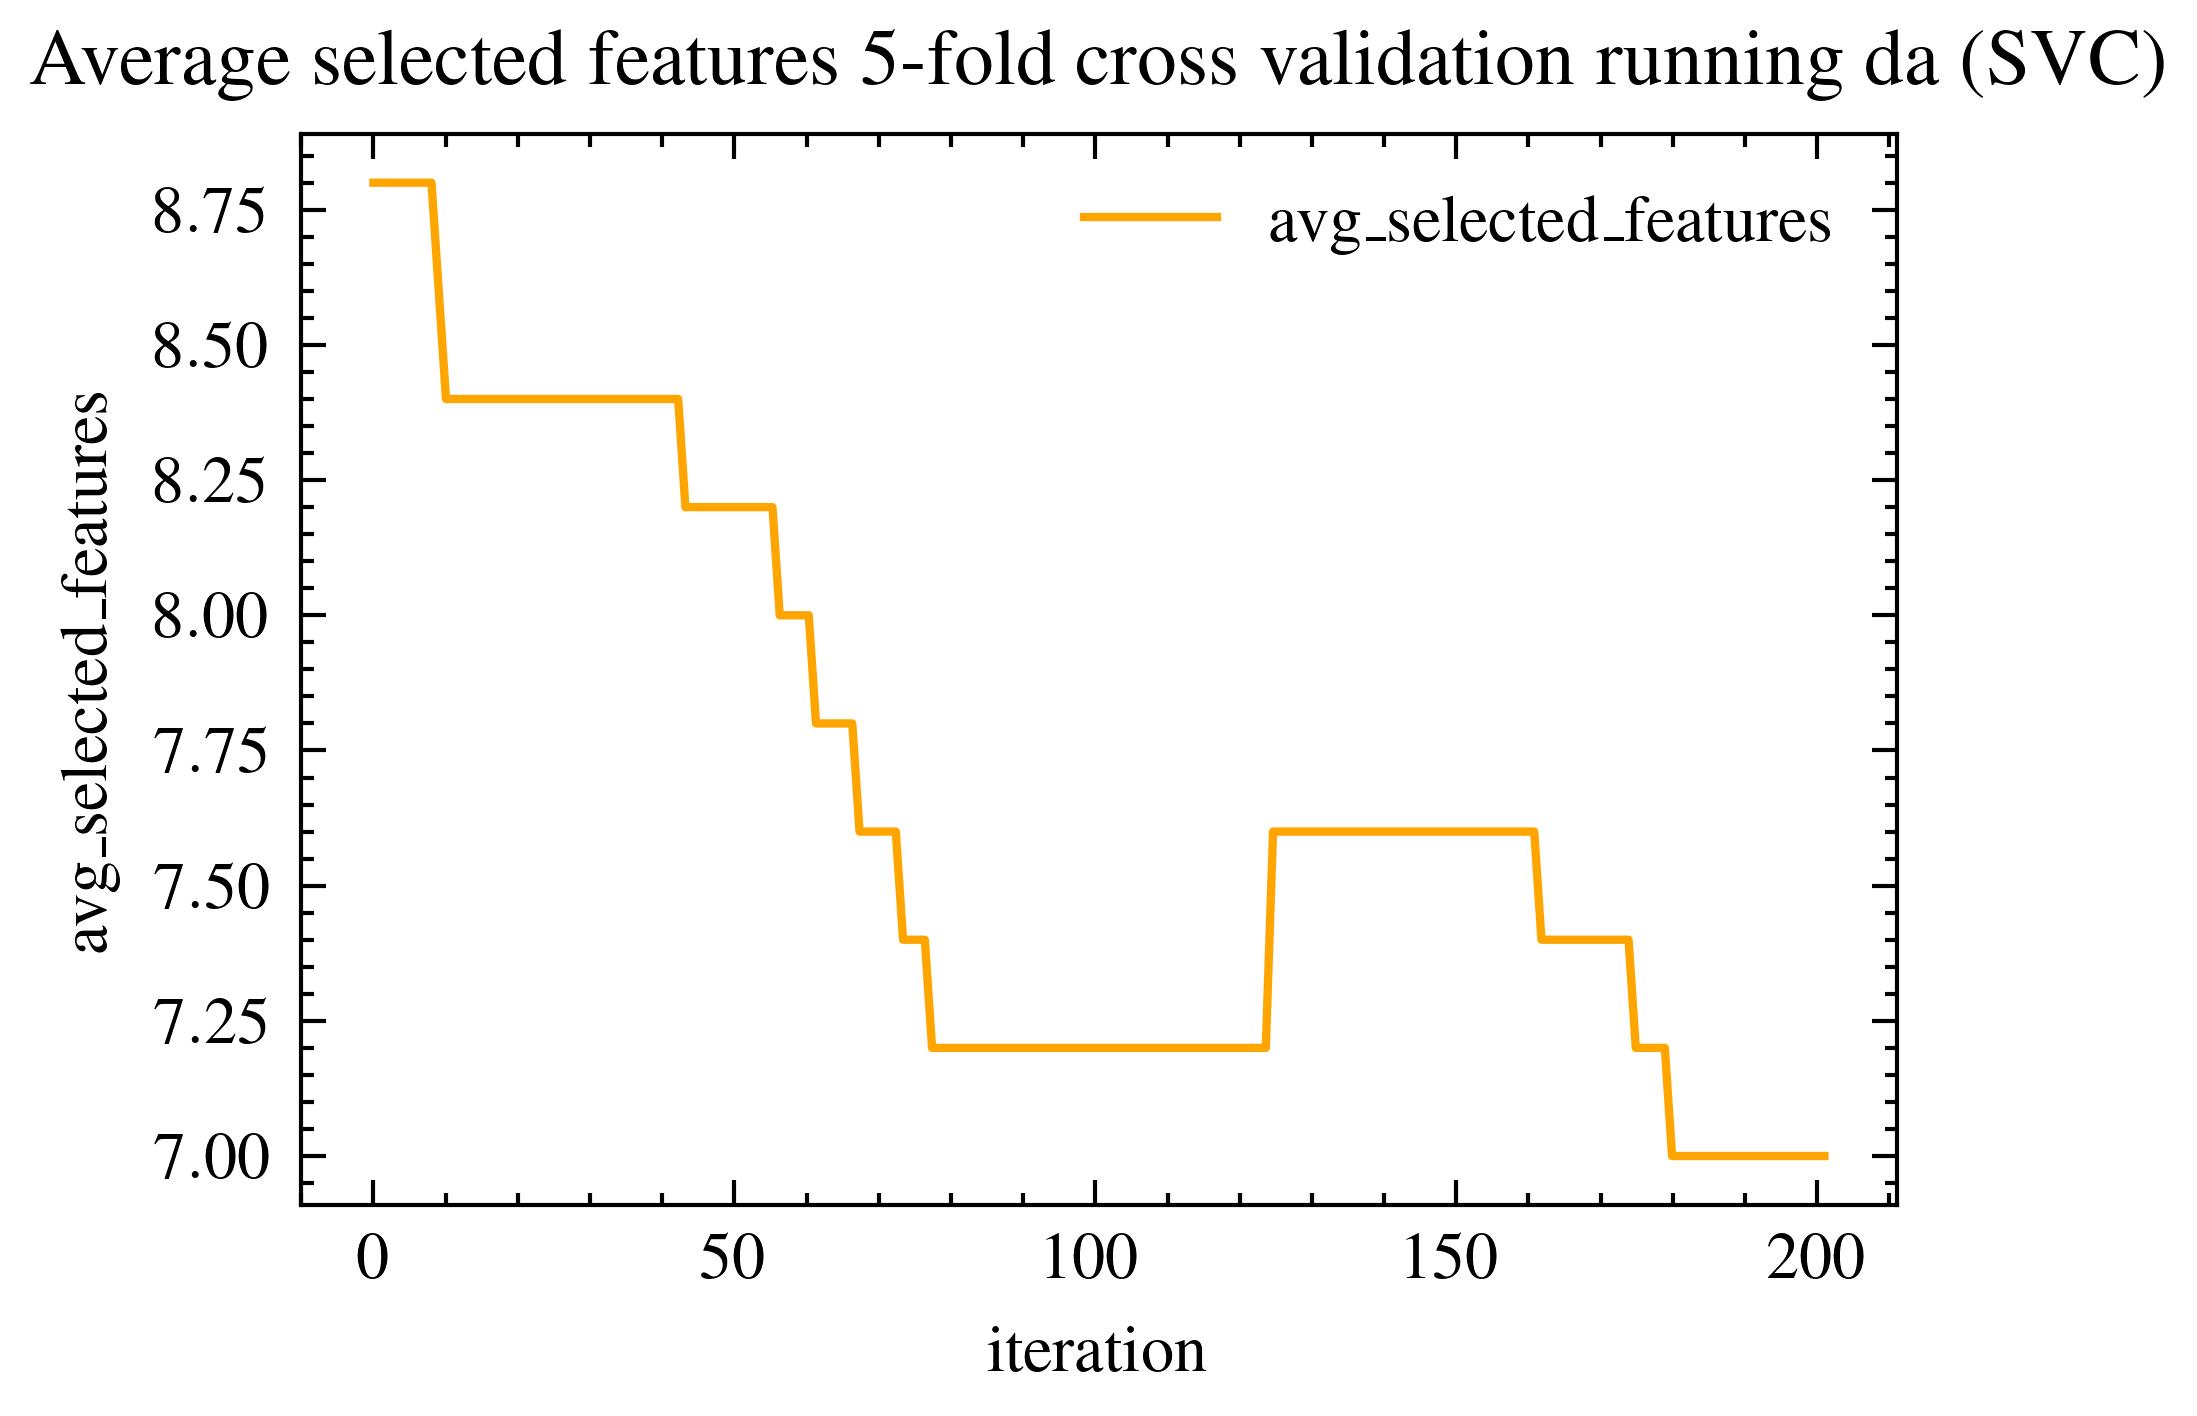 Average selected features 5-fold cross validation running da (SVC)
avg_selected_features
avg_selected_features
8.75
8.50
8.25
8.00
7.75
7.50
7.25
7.00
0 50 100 150 200
iteration